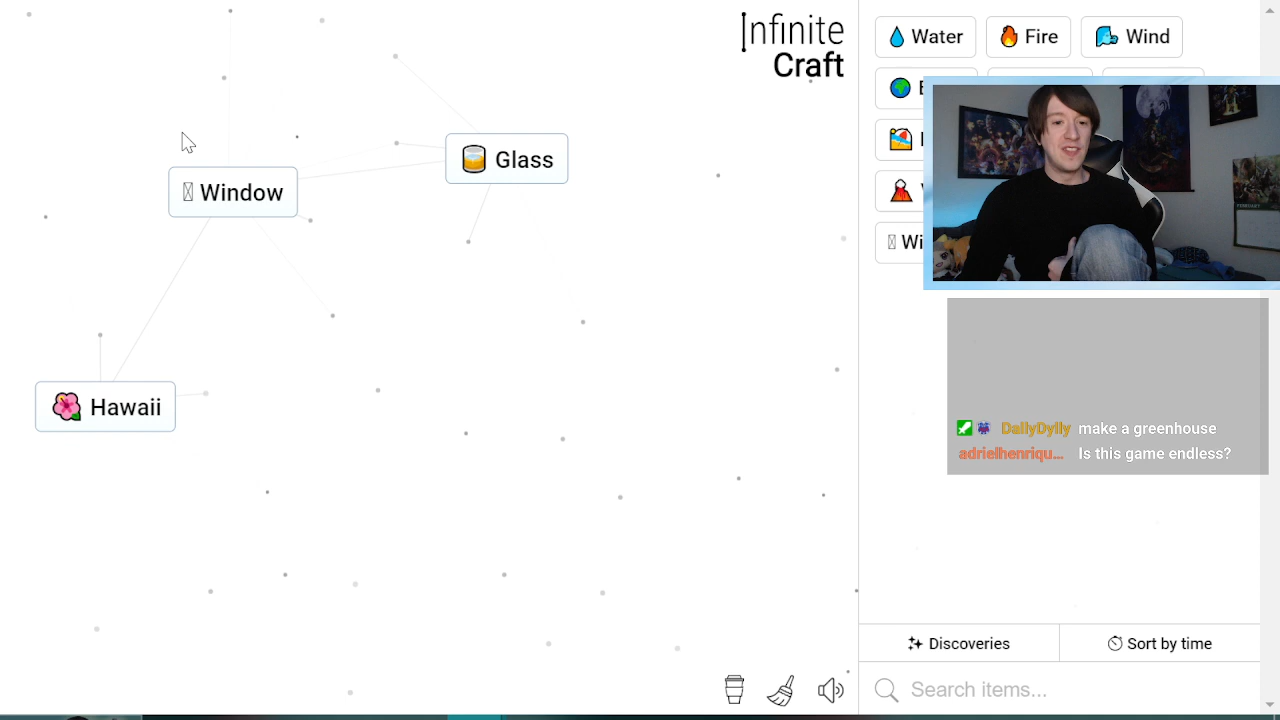 Infinite
Craft
Water
Fire
Wind
Glass
Window
Hawaii
DallyDylly make a greenhouse
adrielhenriqu... Is this game endless?
Discoveries
Sort by time
Search items...